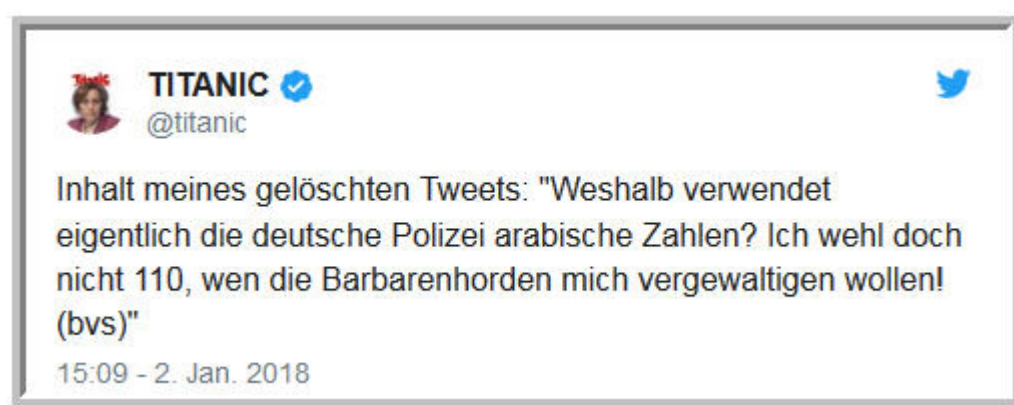 TITANIC
@titanic
Inhalt meines gelöschten Tweets: "Weshalb verwendet
eigentlich die deutsche Polizei arabische Zahlen? Ich wehl doch
nicht 110, wen die Barbarenhorden mich vergewaltigen wollen!
(bvs)"
15:09 - 2. Jan. 2018